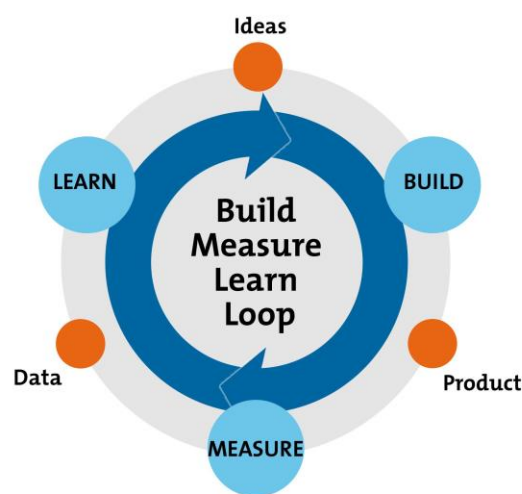 Ideas
LEARN
BUILD
Build
Measure
Learn
Loop
Data
Product
MEASURE